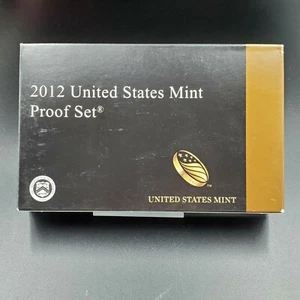 2012 United States Mint
Proof Set®
UNITED STATES MINT